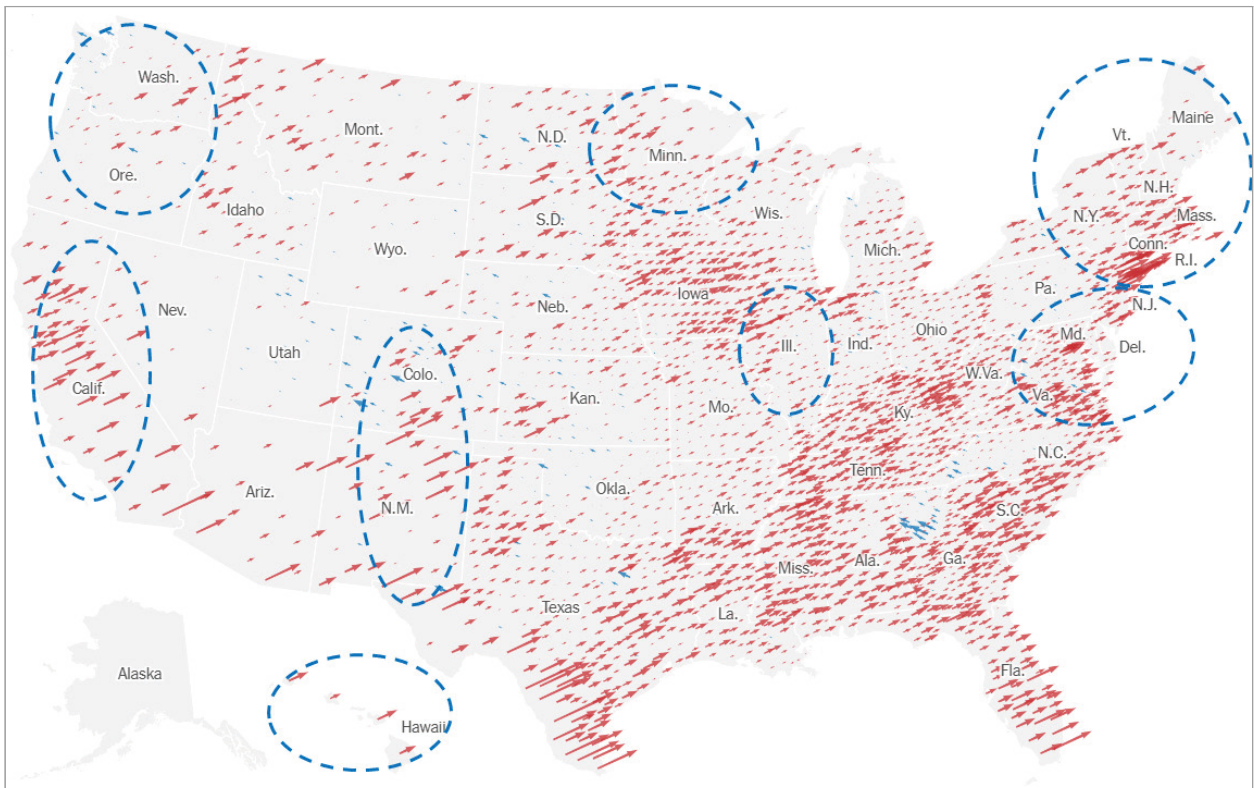 Wash.
Maine
Mont.
N.D.
Vt.
Minn.
Ore.
N.H.
Idaho
S.D.
Wis.
N.Y.
Mass.
Wyo.
Mich.
Conn.
R.I.
Pa.
Iowa
Neb.
N.J.
Nev.
Ohio
Md.
Utah
Ill.
Ind.
Del.
Colo.
W.Va.
Calif.
Kan.
Va.
Mo.
Ky.
N.C.
Tenn.
Ariz.
Okla.
N.M.
Ark.
S.C.
Miss.
Ala.
Ga.
Texas
La.
Alaska
Fla.
Hawaii